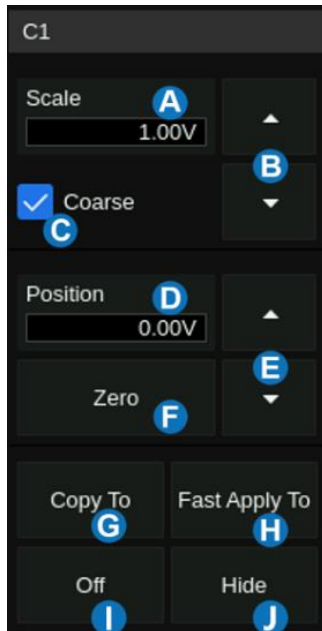 C1
Scale
A
1.00V
B
Coarse
C
Position
D
0.00V
E
Zero
F
Copy To
G
Fast Apply To
H
Off
I
Hide
J